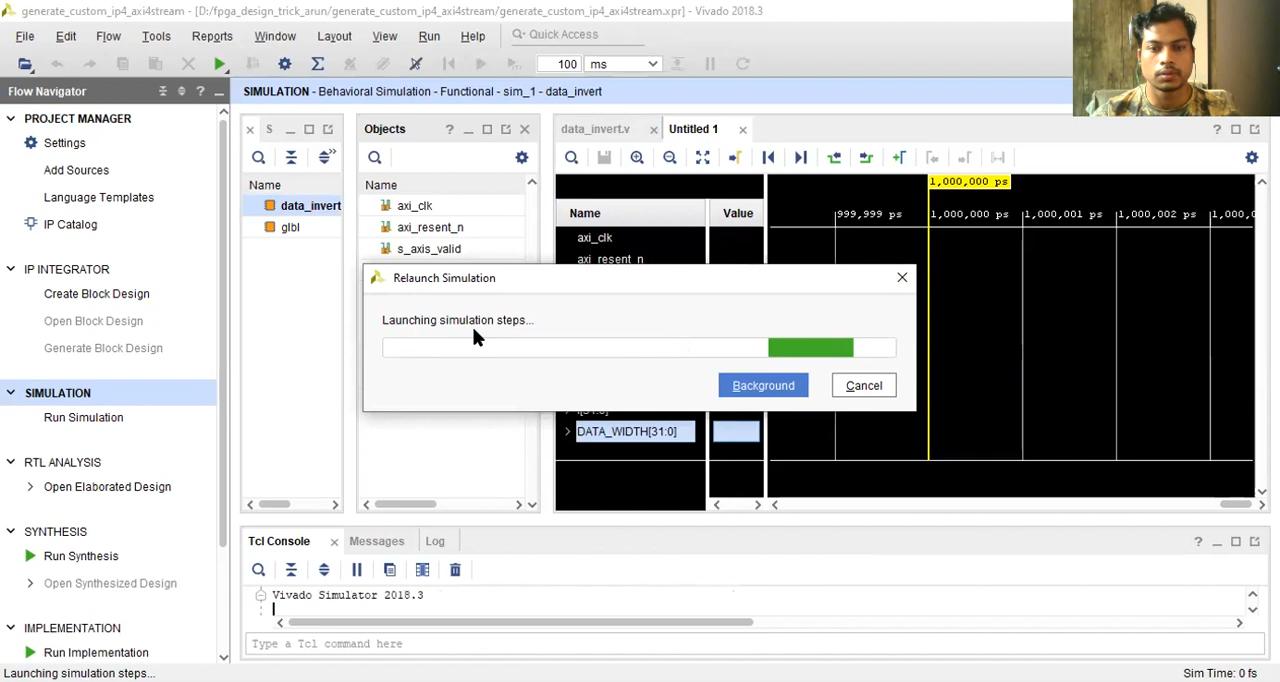 generate_custom_ip4_axi4stream - [D:/fpga_design_trick_arun/generate_custom_ip4_axi4stream/generate_custom_ip4_axi4stream.xpr] - Vivado 2018.3
File Edit Flow Tools Reports Window Layout View Run Help Quick Access
100 ms
Flow Navigator
SIMULATION - Behavioral Simulation - Functional - sim_1 - data_invert
PROJECT MANAGER
Settings
Add Sources
Language Templates
IP Catalog
IP INTEGRATOR
Create Block Design
Open Block Design
Generate Block Design
SIMULATION
Run Simulation
RTL ANALYSIS
Open Elaborated Design
SYNTHESIS
Run Synthesis
Open Synthesized Design
IMPLEMENTATION
Run Implementation
S
Name
data_invert
glbl
Objects
Name
axi_clk
axi_resent_n
s_axis_valid
data_invert.v Untitled 1
1,000,000 ps
Name Value
999,999 ps 1,000,000 ps 1,000,001 ps 1,000,002 ps 1,000,0
axi_clk
axi_resent_n
DATA_WIDTH[31:0]
Relaunch Simulation
Launching simulation steps...
Background Cancel
Tcl Console Messages Log
Vivado Simulator 2018.3
Type a Tcl command here
Launching simulation steps... Sim Time: 0 fs